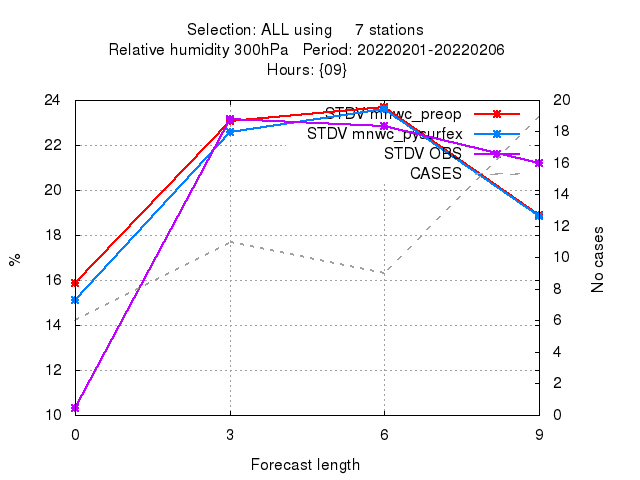 Selection: ALL using 7 stations
Relative humidity 300hPa Period: 20220201-20220206
Hours: {09}
24
22
20
18
16
14
12
10
20
18
16
14
12
10
8
6
4
2
0
%
No cases
STDV mnwc_preop
STDV mnwc_pysurfex
STDV OBS
CASES
0 3 6 9
Forecast length